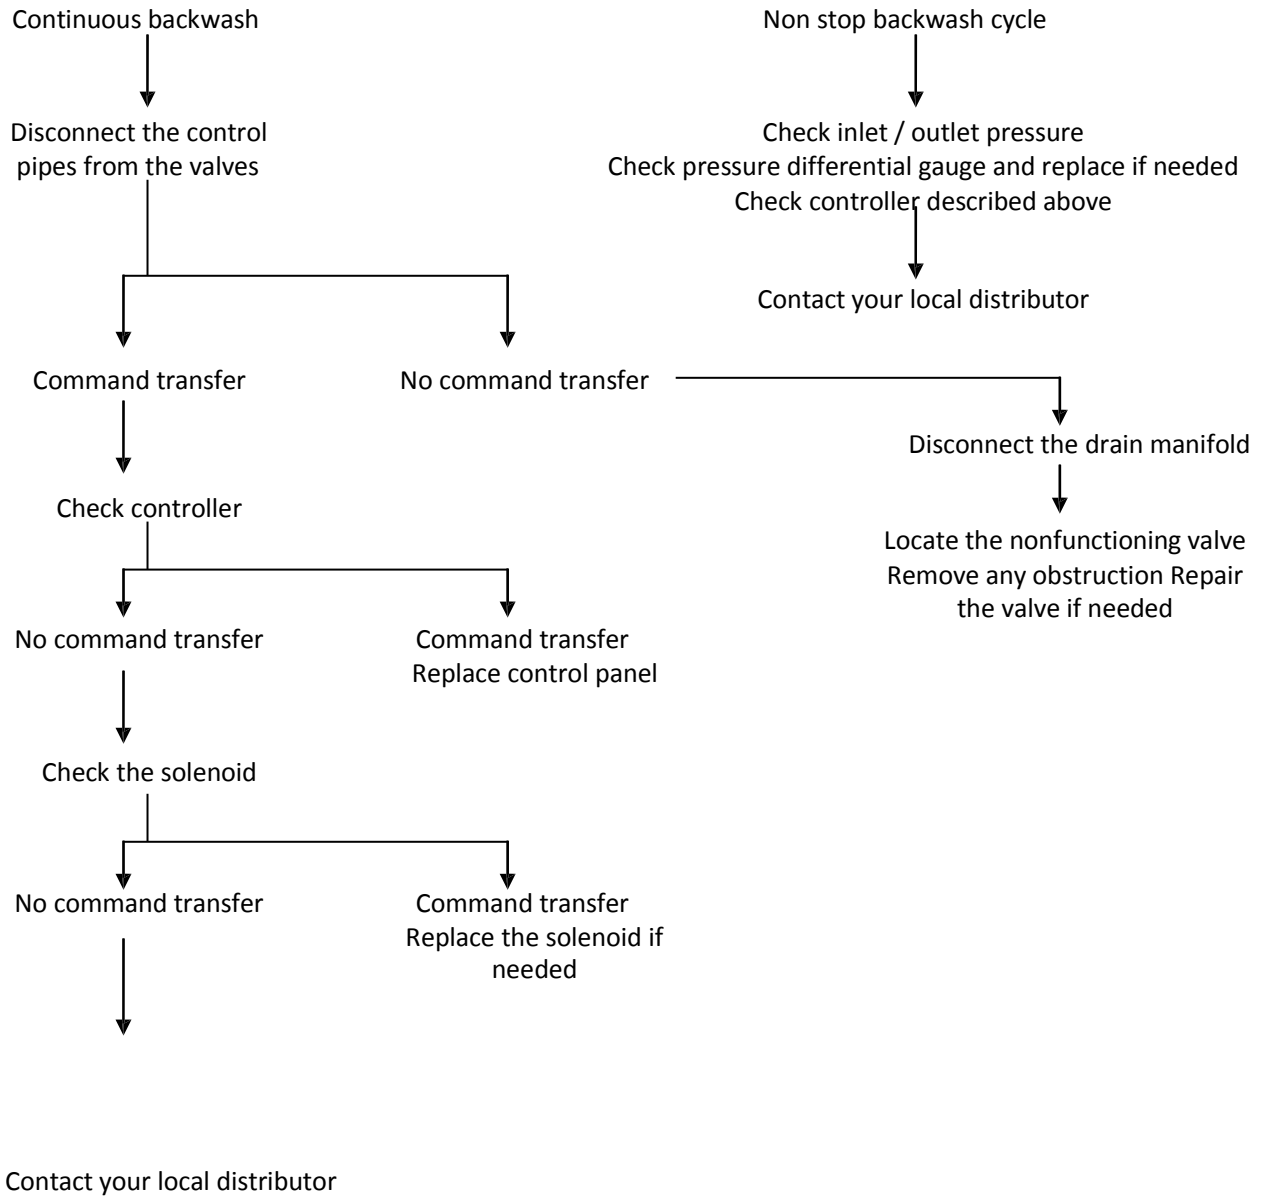 Continuous backwash
Non stop backwash cycle
Disconnect the control
pipes from the valves
Check inlet / outlet pressure
Check pressure differential gauge and replace if needed
Check controller described above
Contact your local distributor
Command transfer
No command transfer
Disconnect the drain manifold
Locate the nonfunctioning valve
Remove any obstruction Repair
the valve if needed
Check controller
No command transfer
Command transfer
Replace control panel
Check the solenoid
No command transfer
Command transfer
Replace the solenoid if
needed
Contact your local distributor